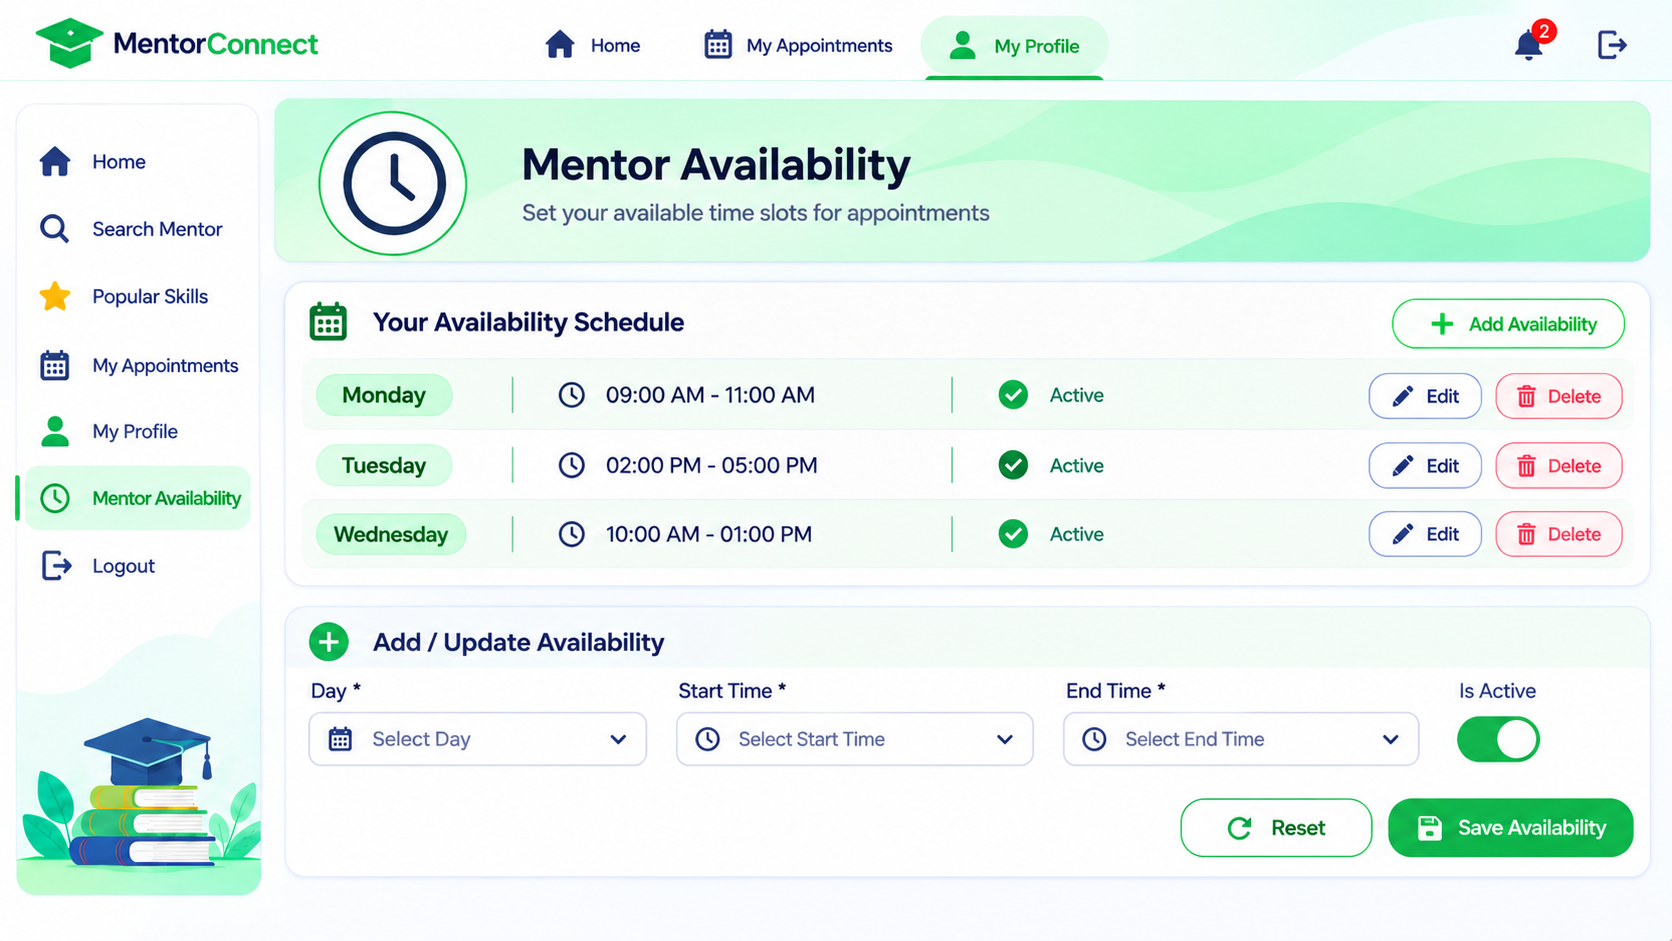 MentorConnect
Home
My Appointments
My Profile
2
Home
Search Mentor
Popular Skills
My Appointments
My Profile
Mentor Availability
Logout
Mentor Availability
Set your available time slots for appointments
Your Availability Schedule
Add Availability
Monday 09:00 AM - 11:00 AM Active Edit Delete
Tuesday 02:00 PM - 05:00 PM Active Edit Delete
Wednesday 10:00 AM - 01:00 PM Active Edit Delete
Add / Update Availability
Day * Start Time * End Time * Is Active
Select Day Select Start Time Select End Time
Reset Save Availability